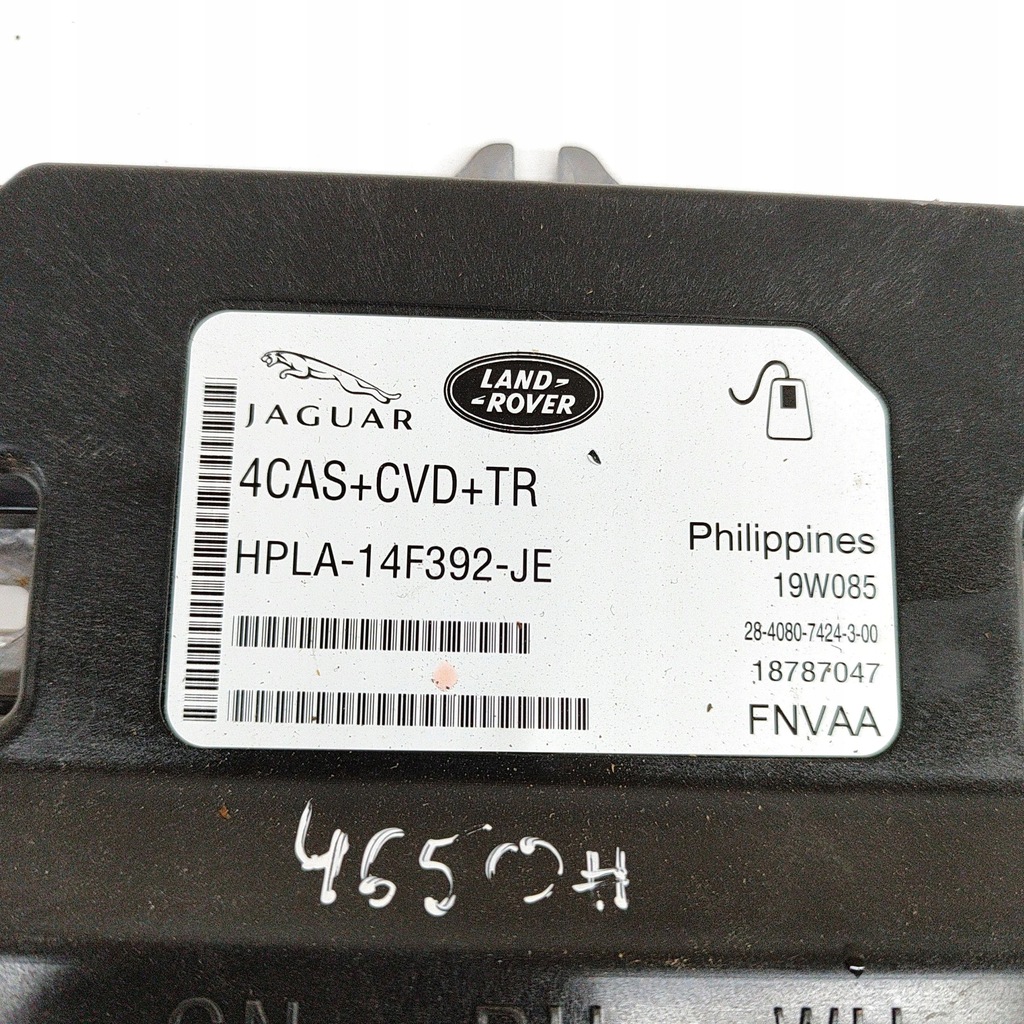 JAGUAR
LAND-
-ROVER
4CAS+CVD+TR
HPLA-14F392-JE
Philippines
19W085
28-4080-7424-3-00
18787047
FNVAA
4650H